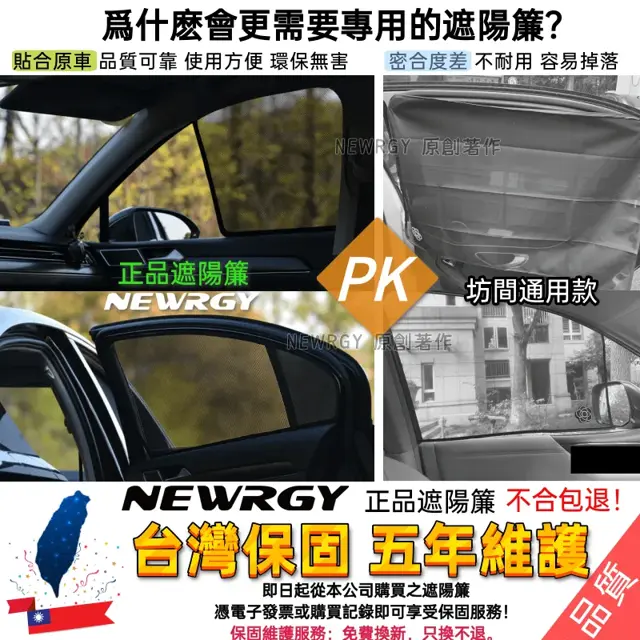 爲什麽會更需要專用的遮陽簾?
貼合原車 品質可靠 使用方便 環保無害
密合度差 不耐用 容易掉落
NEWRGY 原創著作
正品遮陽簾
NEWRGY
PK
坊間通用款
NEWRGY 原創著作
NEWRGY 正品遮陽簾 不合包退!
台灣保固 五年維護
即日起從本公司購買之遮陽簾
憑電子發票或購買記錄即可享受保固服務!
保固維護服務: 免費換新, 只換不退。
品質